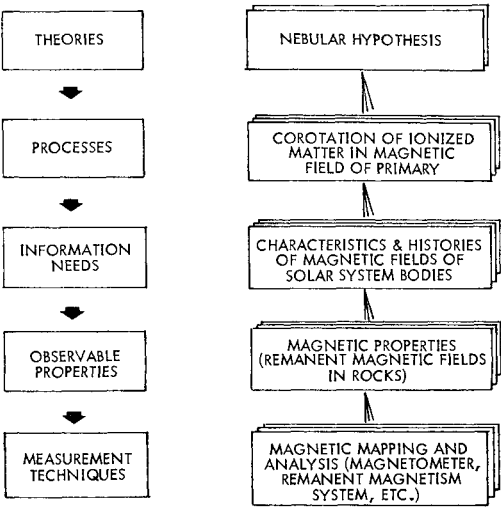 THEORIES
NEBULAR HYPOTHESIS
PROCESSES
COROTATION OF IONIZED
MATTER IN MAGNETIC
FIELD OF PRIMARY
INFORMATION
NEEDS
CHARACTERISTICS & HISTORIES
OF MAGNETIC FIELDS OF
SOLAR SYSTEM BODIES
OBSERVABLE
PROPERTIES
MAGNETIC PROPERTIES
(REMANENT MAGNETIC FIELDS
IN ROCKS)
MEASUREMENT
TECHNIQUES
MAGNETIC MAPPING AND
ANALYSIS (MAGNETOMETER,
REMANENT MAGNETISM
SYSTEM, ETC.)